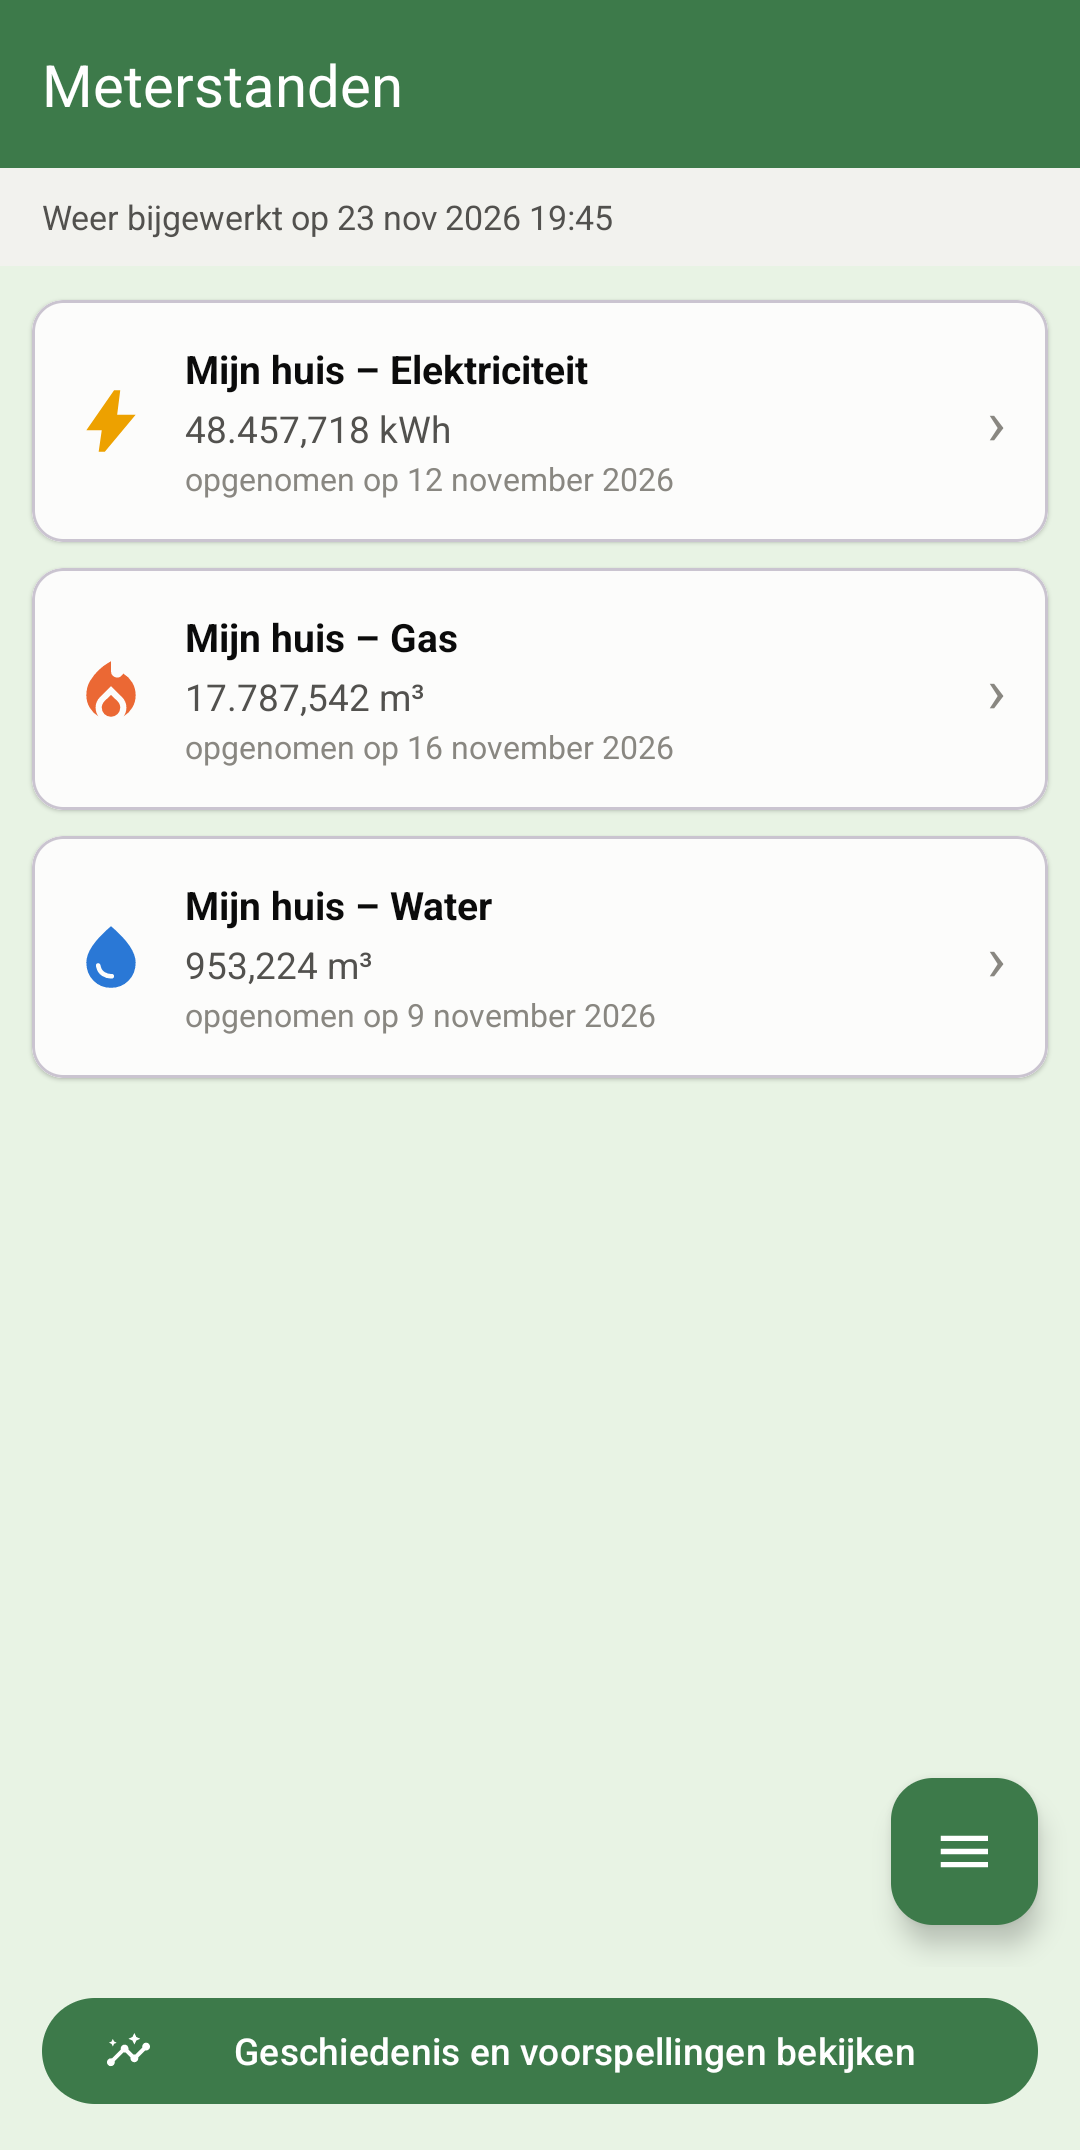 Meterstanden
Weer bijgewerkt op 23 nov 2026 19:45
Mijn huis – Elektriciteit
48.457,718 kWh
opgenomen op 12 november 2026
Mijn huis – Gas
17.787,542 m³
opgenomen op 16 november 2026
Mijn huis – Water
953,224 m³
opgenomen op 9 november 2026
Geschiedenis en voorspellingen bekijken